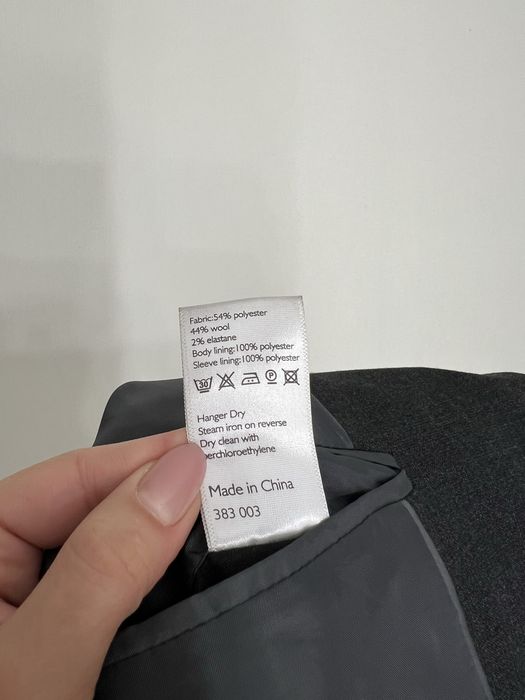 Fabric:54% polyester
44% wool
2% elastane
Body lining:100% polyester
Sleeve lining:100% polyester
30 P
Hanger Dry
Steam iron on reverse
Dry clean with
perchloroethylene
Made in China
383 003